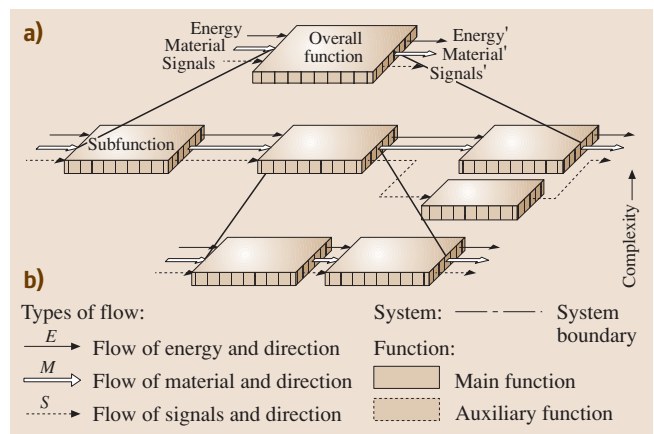 a)
Energy
Material
Signals
Overall
function
Energy'
Material'
Signals'
Subfunction
Complexity
b)
Types of flow:
E
Flow of energy and direction
M
Flow of material and direction
S
Flow of signals and direction
System:
System
boundary
Function:
Main function
Auxiliary function